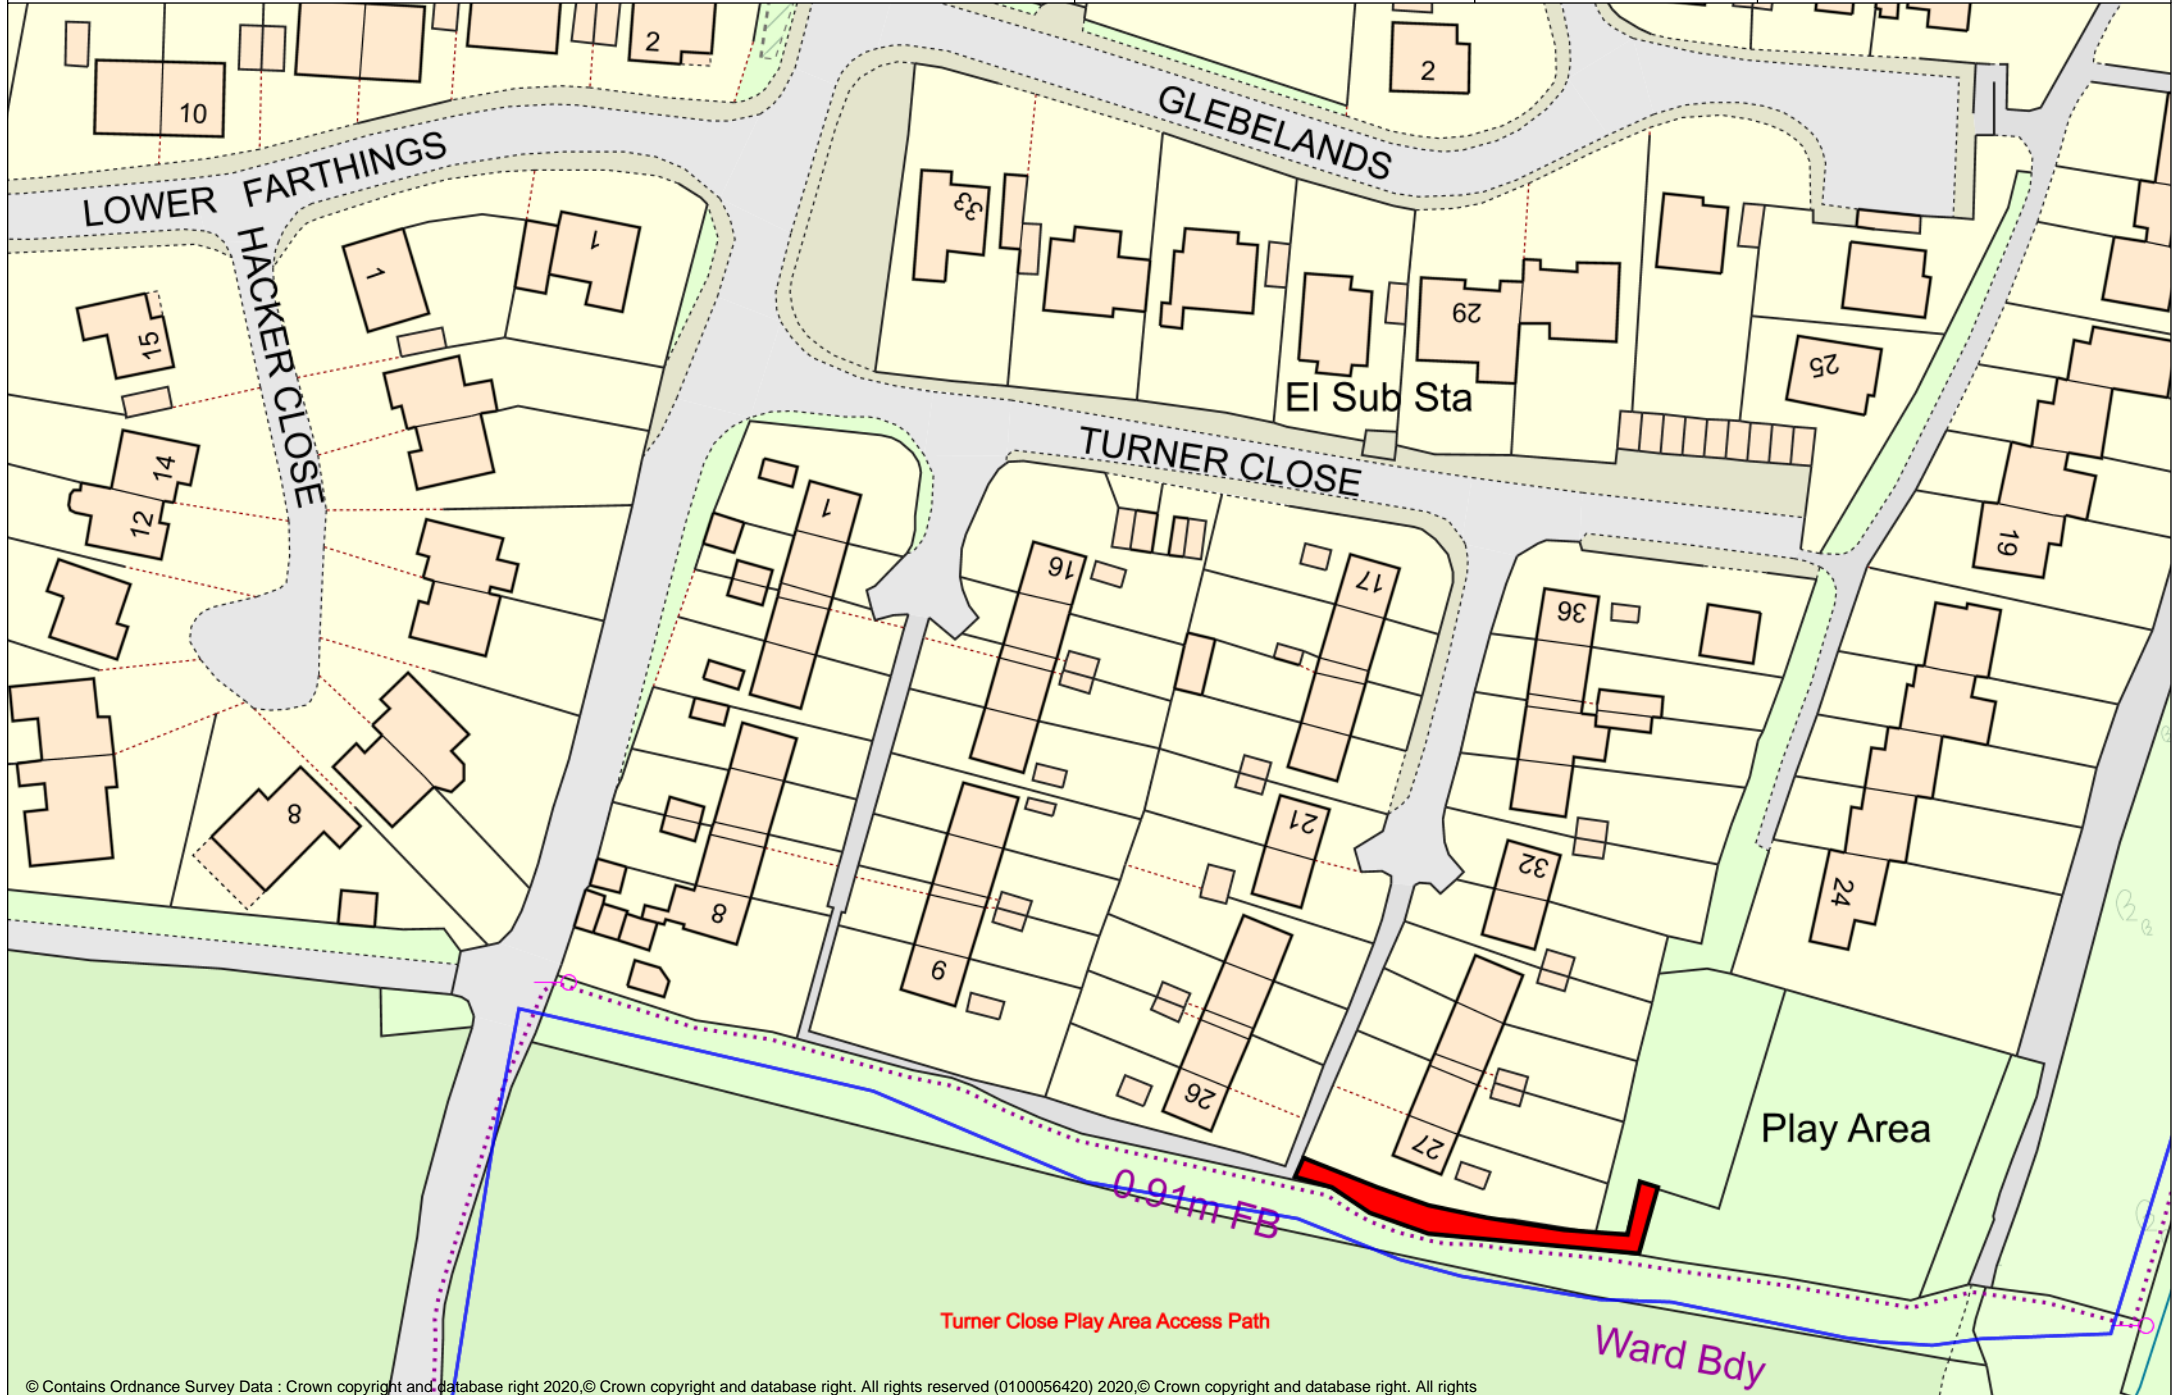 2
2
10
GLEBELANDS
LOWER FARTHINGS
33
1
1
HACKER CLOSE
15
29
25
El Sub Sta
TURNER CLOSE
14
12
1
19
16
17
36
8
21
32
24
8
9
26
27
Play Area
0.91m FB
Turner Close Play Area Access Path
Ward Bdy
© Contains Ordnance Survey Data : Crown copyright and database right 2020,© Crown copyright and database right. All rights reserved (0100056420) 2020,© Crown copyright and database right. All rights